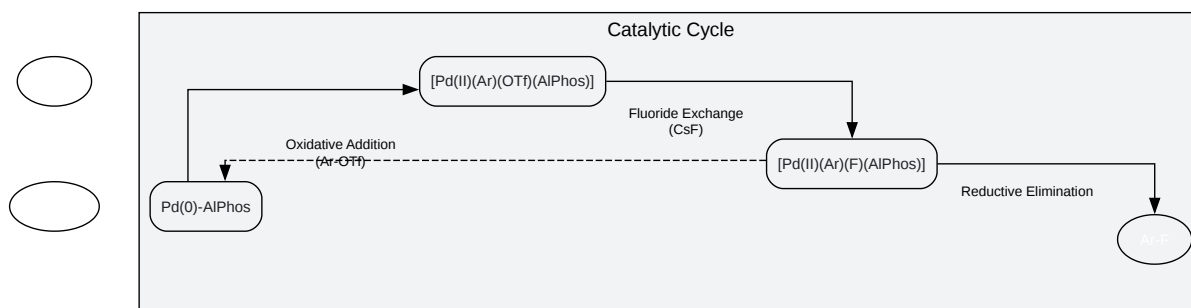 Catalytic Cycle
[Pd(II)(Ar)(OTf)(AlPhos)]
Fluoride Exchange
(CsF)
Oxidative Addition
(Ar-OTf)
[Pd(II)(Ar)(F)(AlPhos)]
Reductive Elimination
Pd(0)-AlPhos
Ar-F